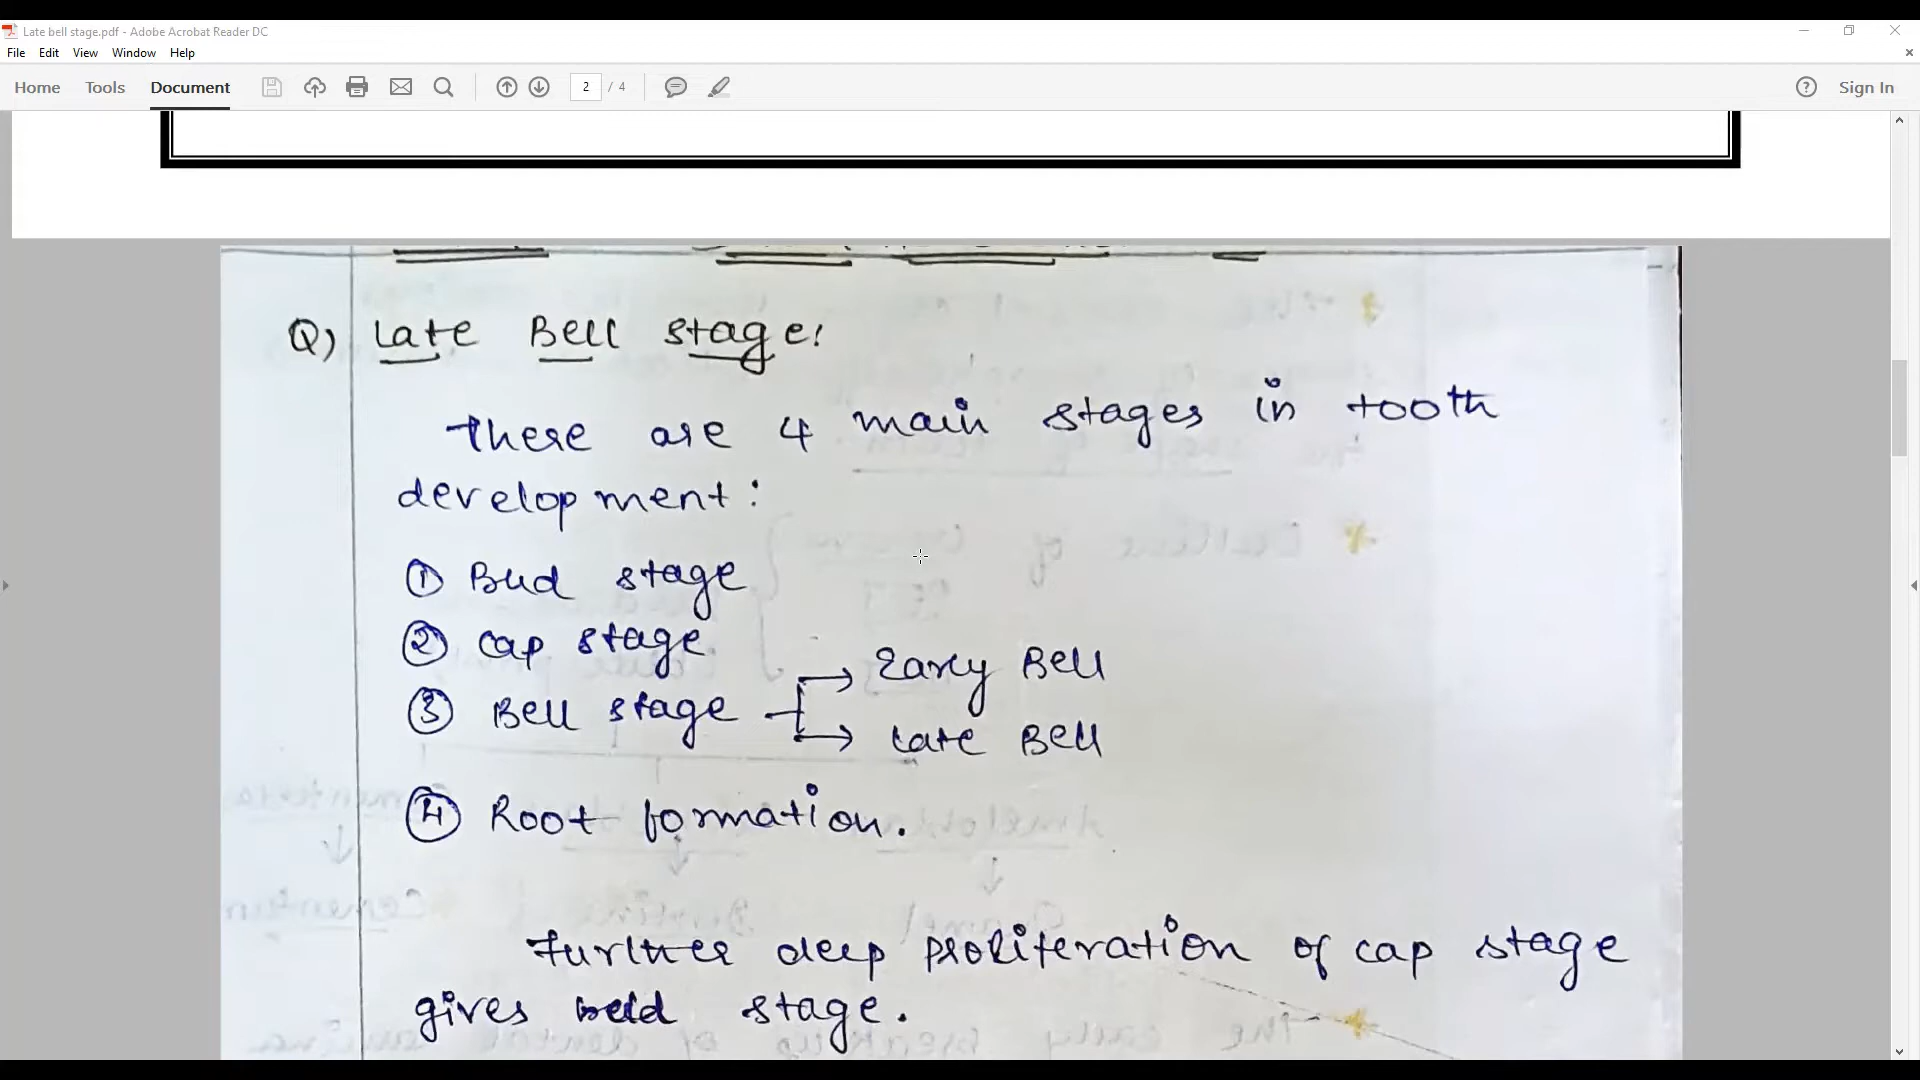 Late bell stage.pdf - Adobe Acrobat Reader DC
File Edit View Window Help
Home Tools Document 2 / 4 Sign In
Q) Late Bell stage:
There are 4 main stages in tooth
development:
① Bud stage
② Cap stage
Early Bell
③ Bell stage
Late Bell
④ Root formation.
Further deep proliferation of cap stage
gives stage.